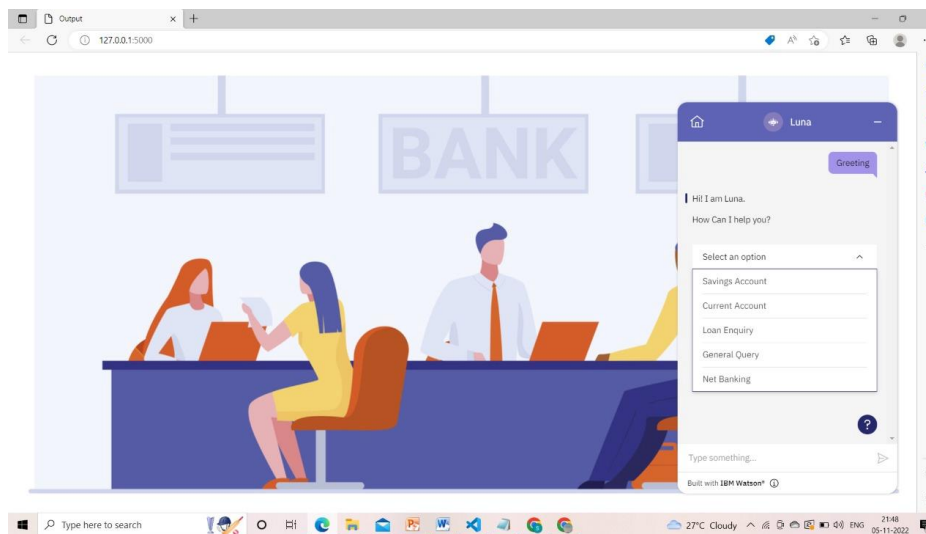 Output
127.0.0.1:5000
BANK
Luna
Greeting
Hi! I am Luna.
How Can I help you?
Select an option
Savings Account
Current Account
Loan Enquiry
General Query
Net Banking
?
Type something...
Built with IBM Watson®
Type here to search
27°C Cloudy
ENG
21:48
05-11-2022